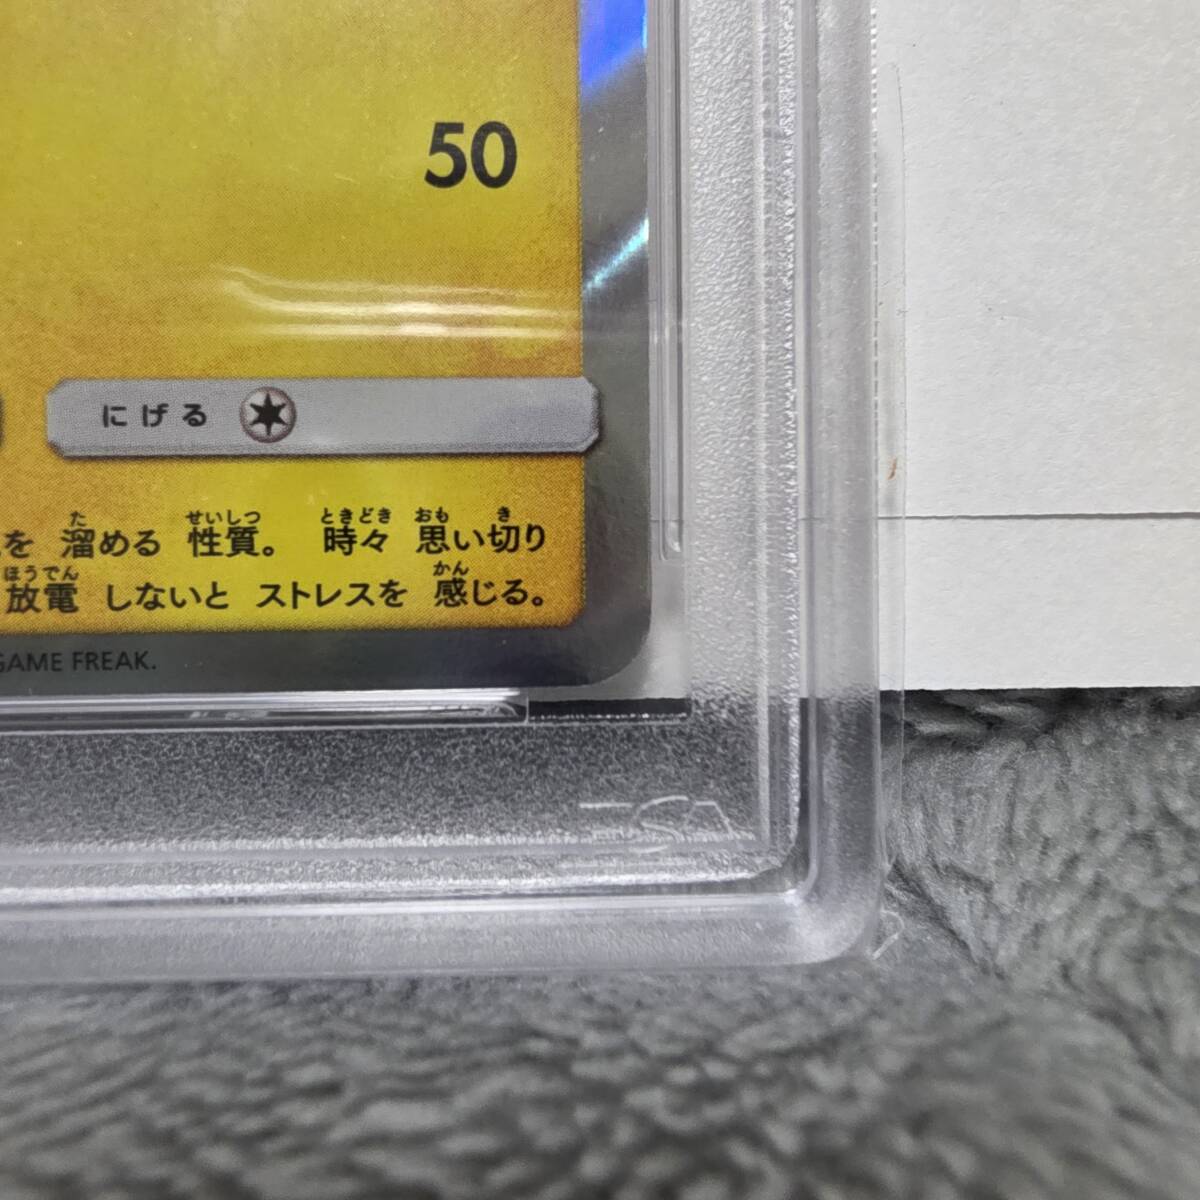 50
にげる
を溜める性質。時々思い切り
放電しないとストレスを感じる。
GAME FREAK.